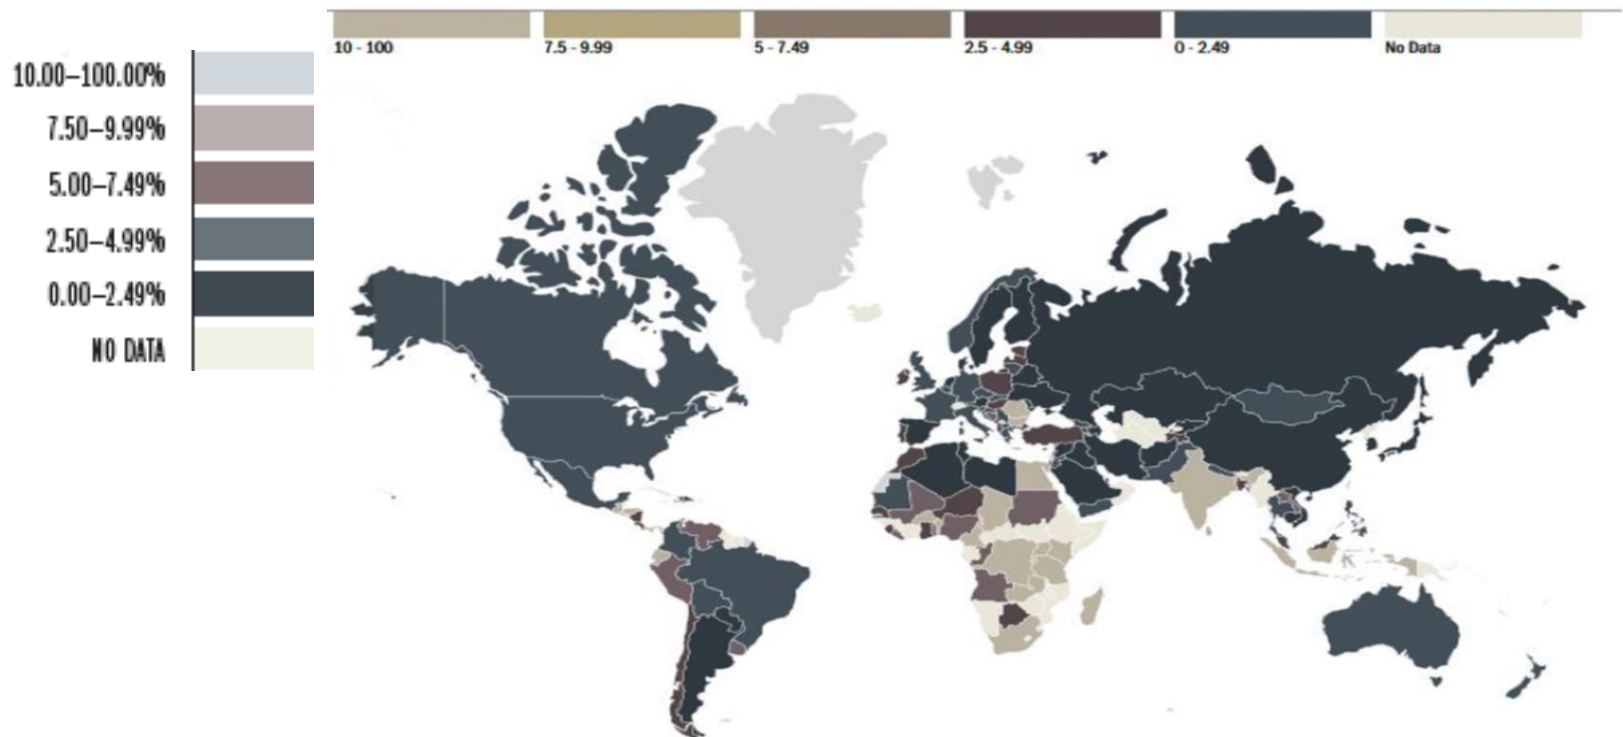 10 - 100
7.5 - 9.99
5 - 7.49
2.5 - 4.99
0 - 2.49
No Data
10.00–100.00%
7.50–9.99%
5.00–7.49%
2.50–4.99%
0.00–2.49%
NO DATA